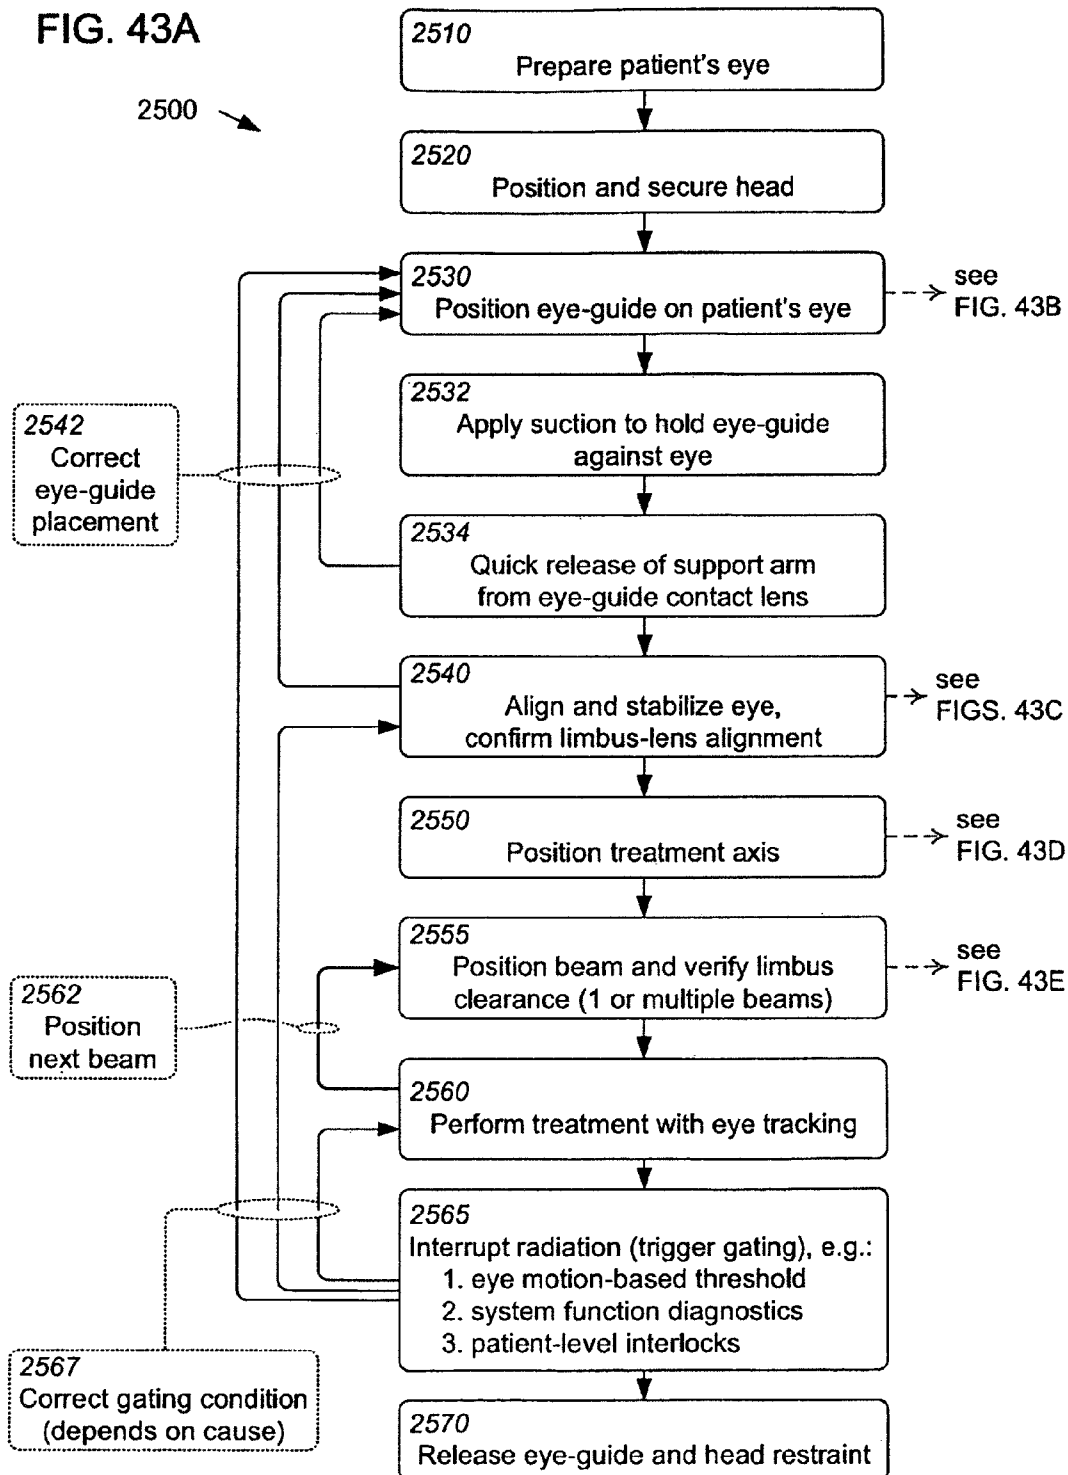 FIG. 43A
2500
2510
Prepare patient's eye
2520
Position and secure head
2530
Position eye-guide on patient's eye
see
FIG. 43B
2532
Apply suction to hold eye-guide
against eye
2542
Correct
eye-guide
placement
2534
Quick release of support arm
from eye-guide contact lens
2540
Align and stabilize eye,
confirm limbus-lens alignment
see
FIGS. 43C
2550
Position treatment axis
see
FIG. 43D
2555
Position beam and verify limbus
clearance (1 or multiple beams)
see
FIG. 43E
2562
Position
next beam
2560
Perform treatment with eye tracking
2565
Interrupt radiation (trigger gating), e.g.:
1. eye motion-based threshold
2. system function diagnostics
3. patient-level interlocks
2567
Correct gating condition
(depends on cause)
2570
Release eye-guide and head restraint